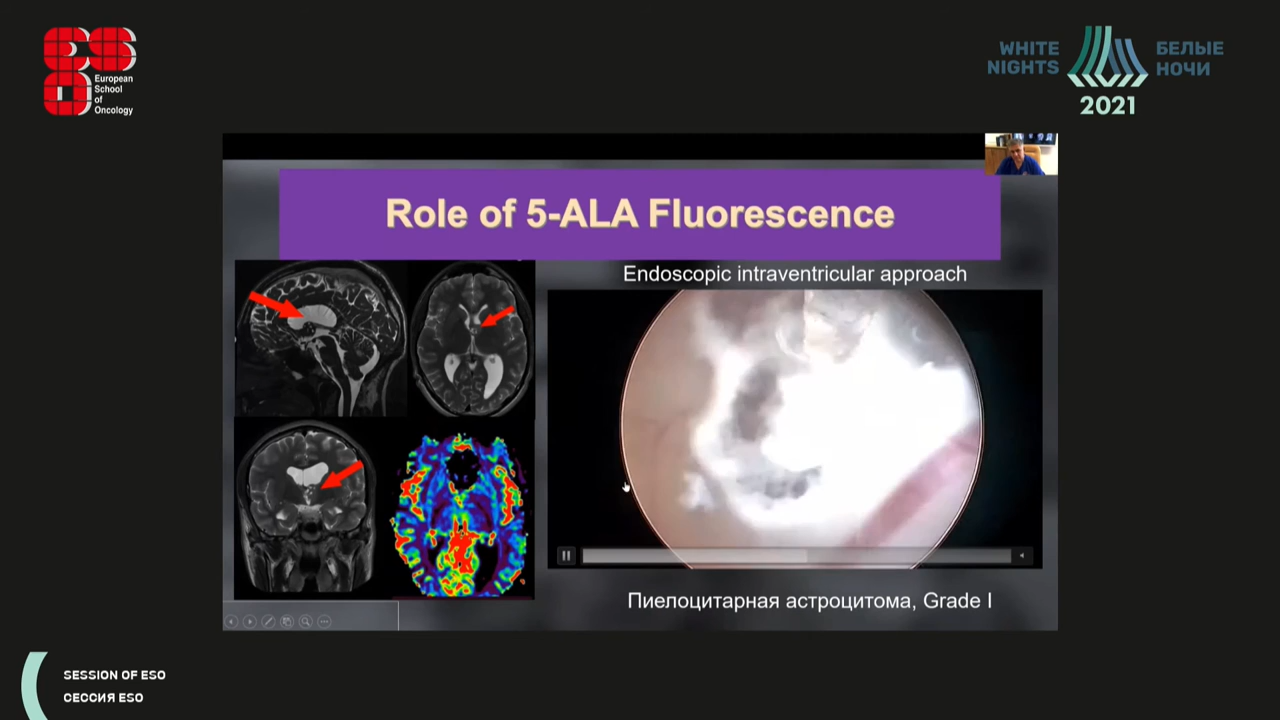 European
School
of
Oncology
WHITE
NIGHTS
БЕЛЫЕ
НОЧИ
2021
Role of 5-ALA Fluorescence
Endoscopic intraventricular approach
Пиелоцитарная астроцитома, Grade I
SESSION OF ESO
СЕССИЯ ESO